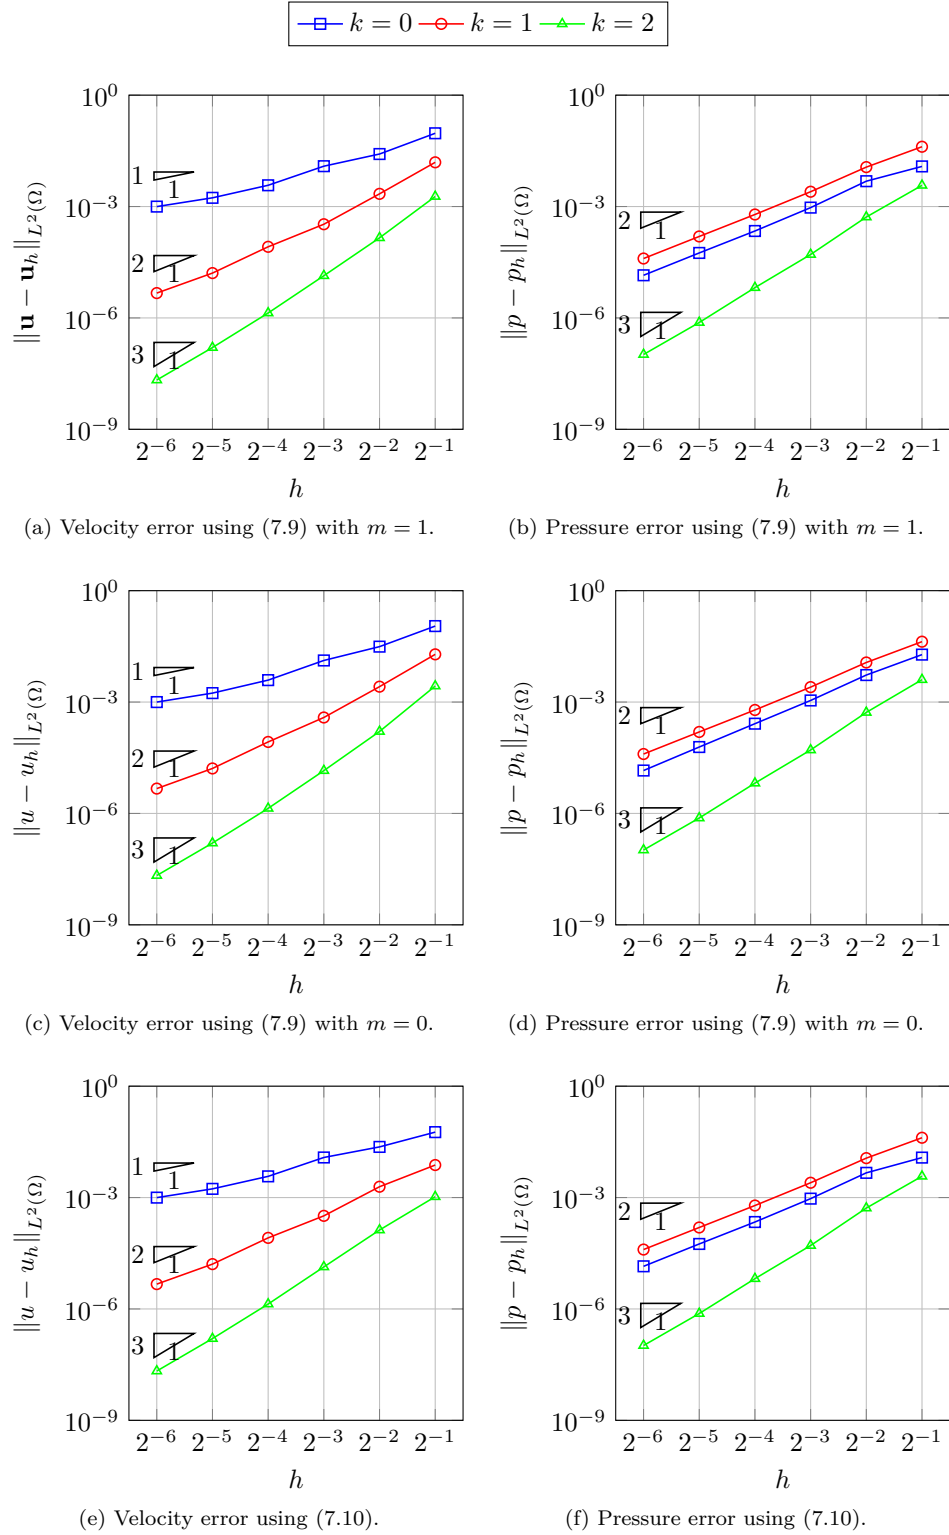 k = 0 k = 1 k = 2
10^0
10^{-3}
10^{-6}
10^{-9}
2^{-6} 2^{-5} 2^{-4} 2^{-3} 2^{-2} 2^{-1}
h
||𝐮 − 𝐮_h||_{L^2(Ω)}
1
1
2
1
3
1
(a) Velocity error using (7.9) with m = 1.
10^0
10^{-3}
10^{-6}
10^{-9}
2^{-6} 2^{-5} 2^{-4} 2^{-3} 2^{-2} 2^{-1}
h
||p − p_h||_{L^2(Ω)}
2
1
3
1
(b) Pressure error using (7.9) with m = 1.
10^0
10^{-3}
10^{-6}
10^{-9}
2^{-6} 2^{-5} 2^{-4} 2^{-3} 2^{-2} 2^{-1}
h
||u − u_h||_{L^2(Ω)}
1
1
2
1
3
1
(c) Velocity error using (7.9) with m = 0.
10^0
10^{-3}
10^{-6}
10^{-9}
2^{-6} 2^{-5} 2^{-4} 2^{-3} 2^{-2} 2^{-1}
h
||p − p_h||_{L^2(Ω)}
2
1
3
1
(d) Pressure error using (7.9) with m = 0.
10^0
10^{-3}
10^{-6}
10^{-9}
2^{-6} 2^{-5} 2^{-4} 2^{-3} 2^{-2} 2^{-1}
h
||u − u_h||_{L^2(Ω)}
1
1
2
1
3
1
(e) Velocity error using (7.10).
10^0
10^{-3}
10^{-6}
10^{-9}
2^{-6} 2^{-5} 2^{-4} 2^{-3} 2^{-2} 2^{-1}
h
||p − p_h||_{L^2(Ω)}
2
1
3
1
(f) Pressure error using (7.10).